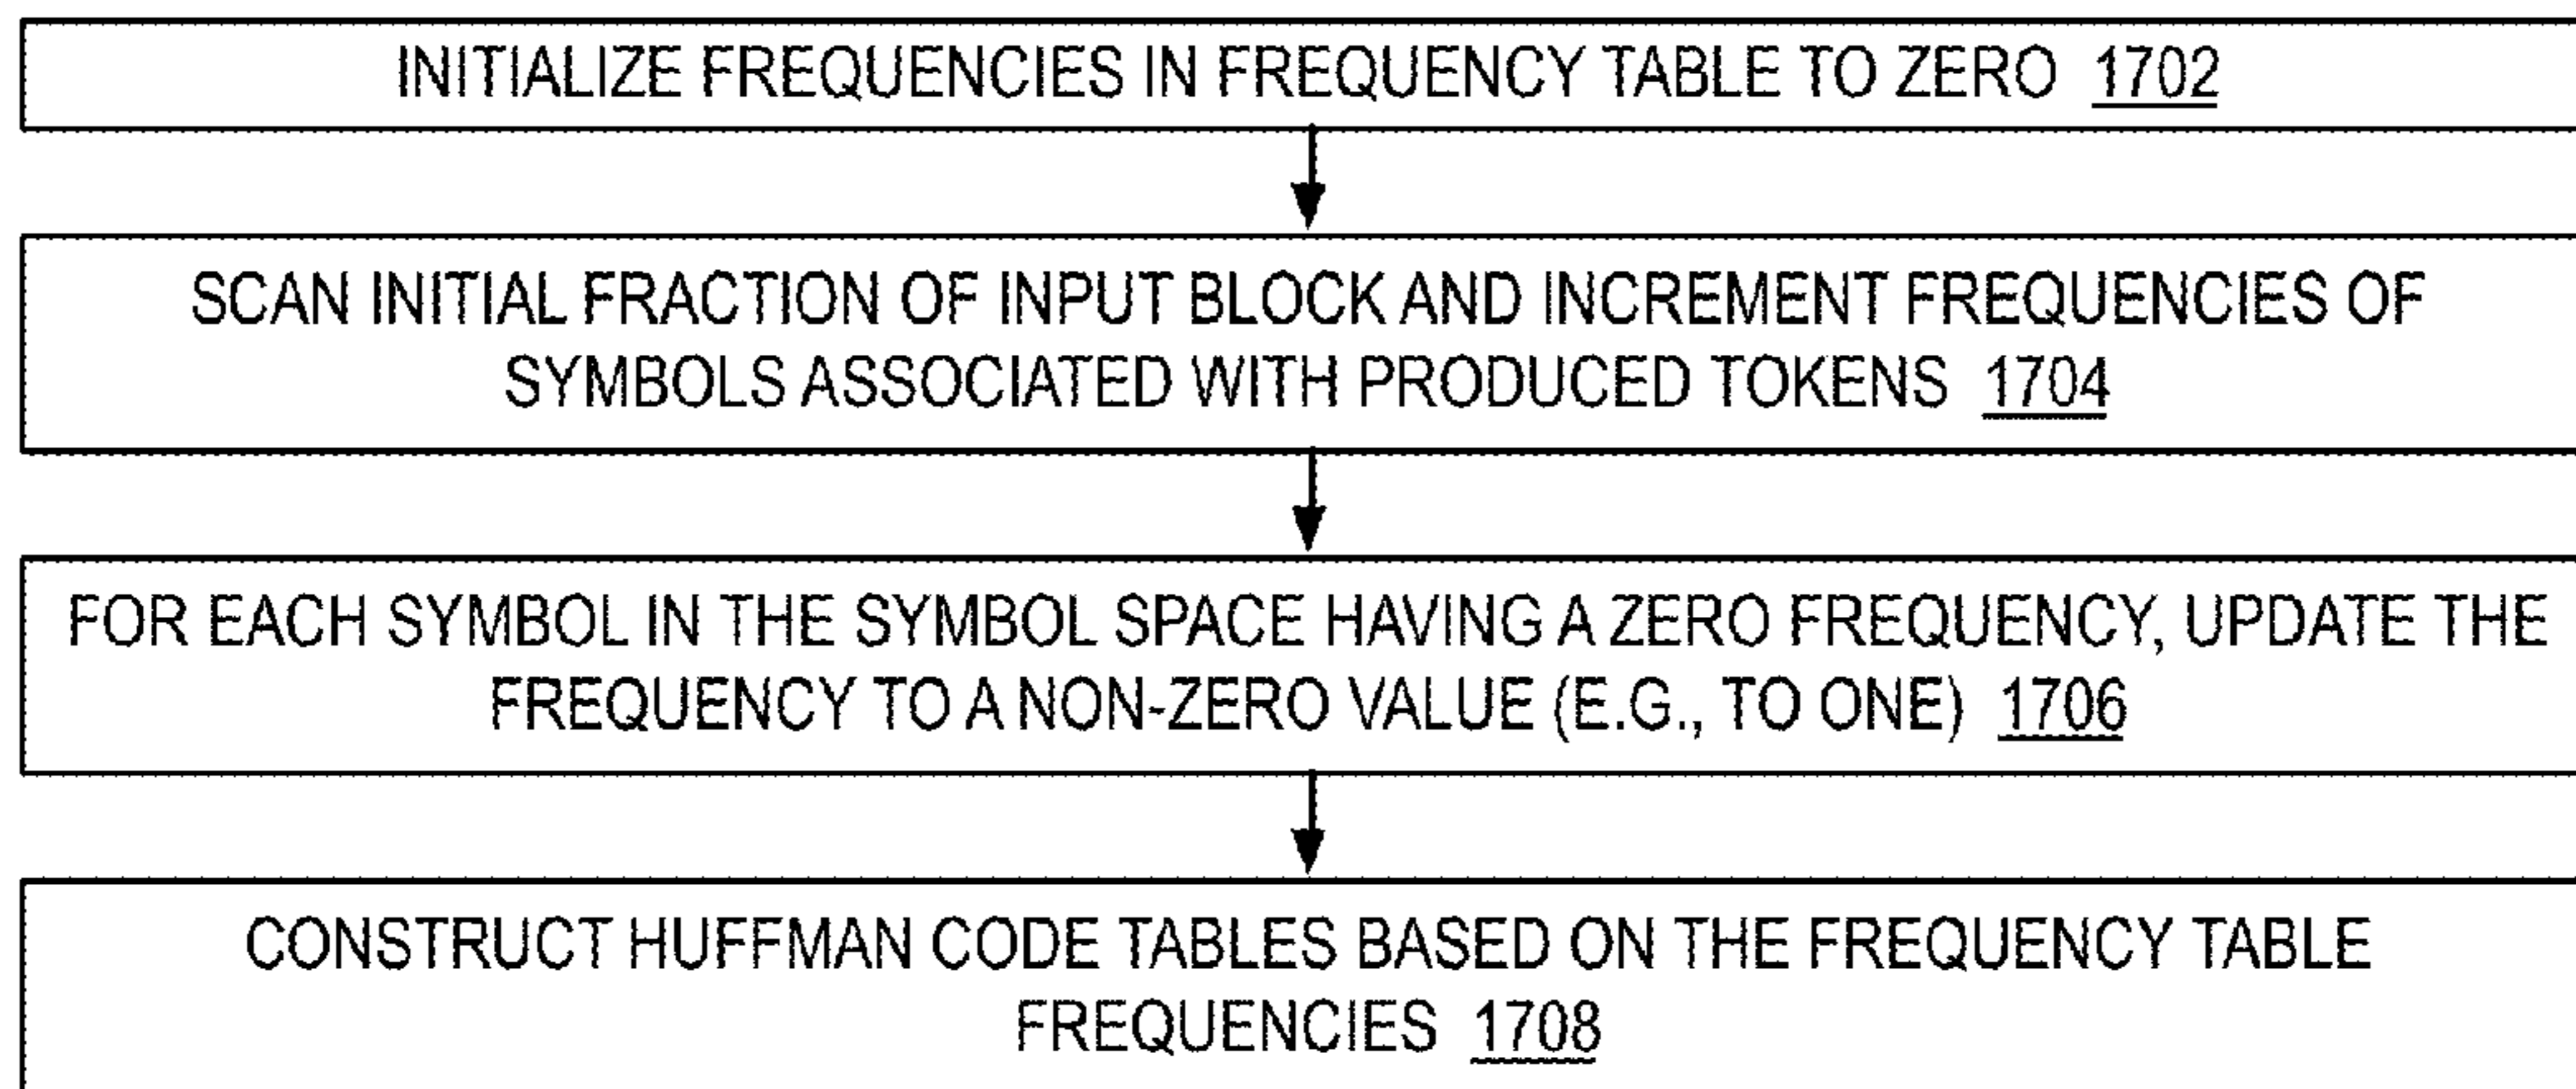 INITIALIZE FREQUENCIES IN FREQUENCY TABLE TO ZERO 1702
SCAN INITIAL FRACTION OF INPUT BLOCK AND INCREMENT FREQUENCIES OF
SYMBOLS ASSOCIATED WITH PRODUCED TOKENS 1704
FOR EACH SYMBOL IN THE SYMBOL SPACE HAVING A ZERO FREQUENCY, UPDATE THE
FREQUENCY TO A NON-ZERO VALUE (E.G., TO ONE) 1706
CONSTRUCT HUFFMAN CODE TABLES BASED ON THE FREQUENCY TABLE
FREQUENCIES 1708